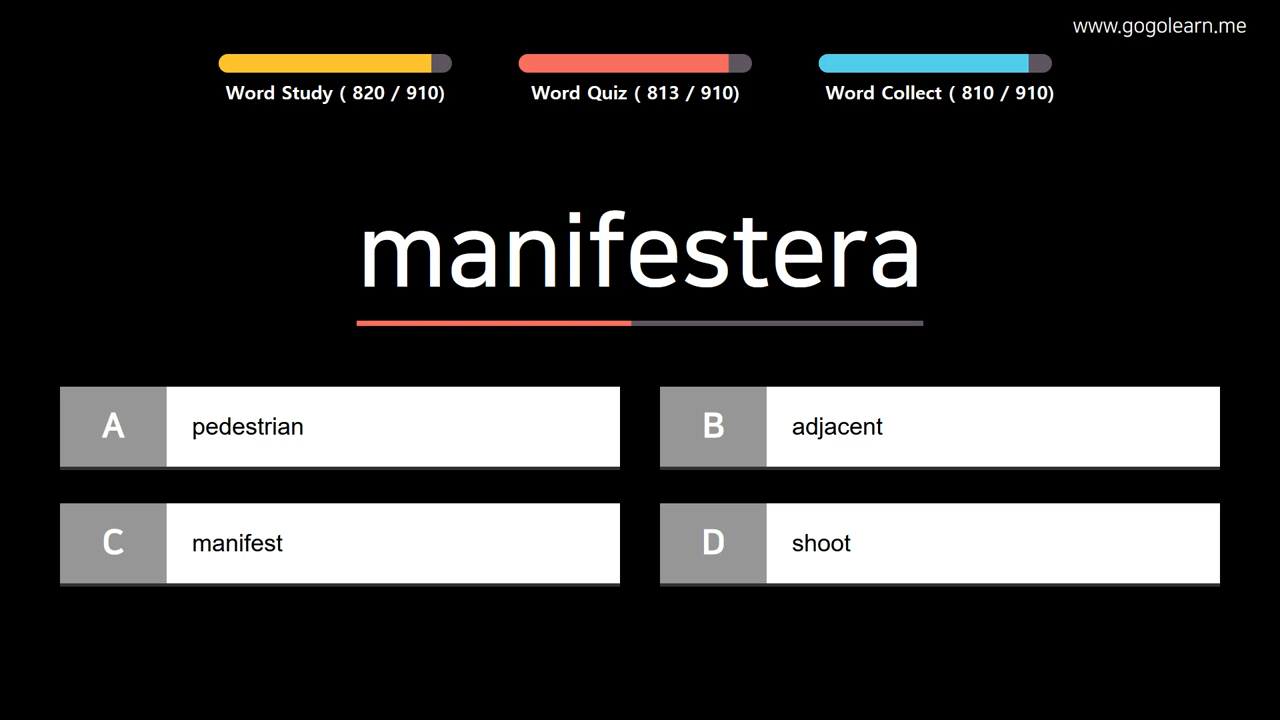 www.gogolearn.me
Word Study ( 820 / 910)
Word Quiz ( 813 / 910)
Word Collect ( 810 / 910)
manifestera
A pedestrian
B adjacent
C manifest
D shoot